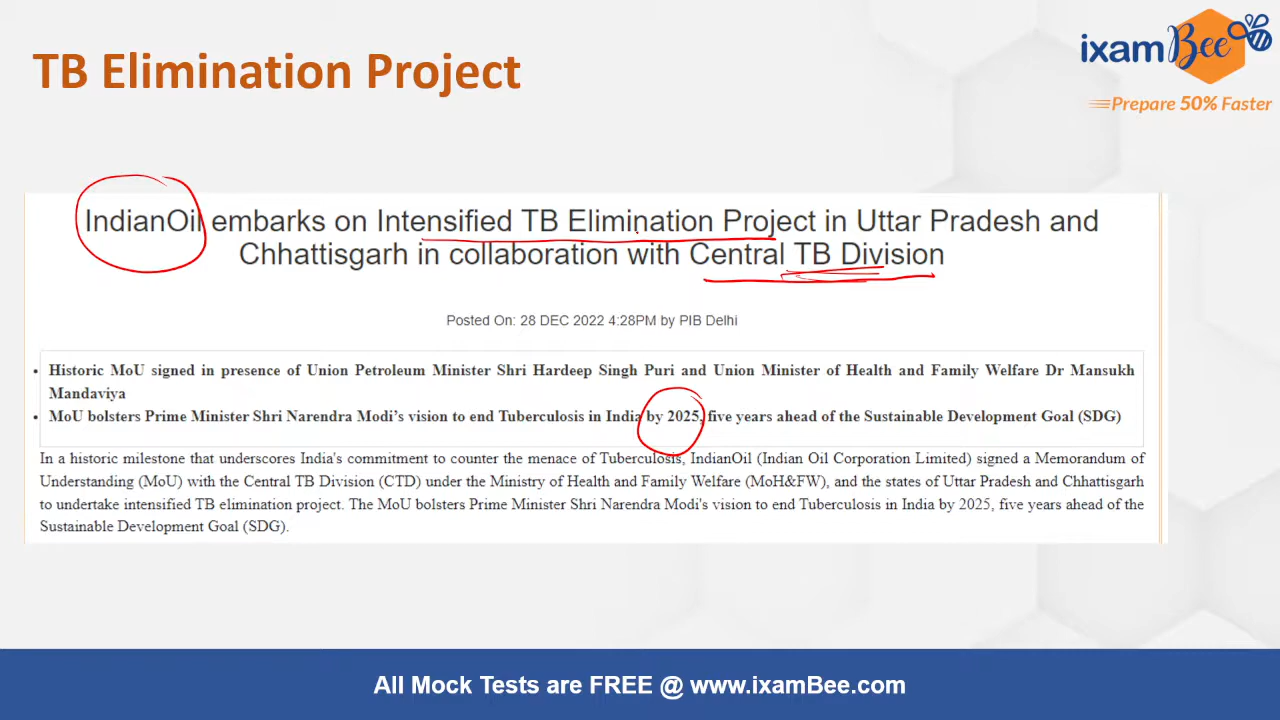 TB Elimination Project
ixamBee
Prepare 50% Faster
IndianOil embarks on Intensified TB Elimination Project in Uttar Pradesh and
Chhattisgarh in collaboration with Central TB Division
Posted On: 28 DEC 2022 4:28PM by PIB Delhi
• Historic MoU signed in presence of Union Petroleum Minister Shri Hardeep Singh Puri and Union Minister of Health and Family Welfare Dr Mansukh
Mandaviya
• MoU bolsters Prime Minister Shri Narendra Modi's vision to end Tuberculosis in India by 2025, five years ahead of the Sustainable Development Goal (SDG)
In a historic milestone that underscores India's commitment to counter the menace of Tuberculosis, IndianOil (Indian Oil Corporation Limited) signed a Memorandum of
Understanding (MoU) with the Central TB Division (CTD) under the Ministry of Health and Family Welfare (MoH&FW), and the states of Uttar Pradesh and Chhattisgarh
to undertake intensified TB elimination project. The MoU bolsters Prime Minister Shri Narendra Modi's vision to end Tuberculosis in India by 2025, five years ahead of the
Sustainable Development Goal (SDG).
All Mock Tests are FREE @ www.ixamBee.com